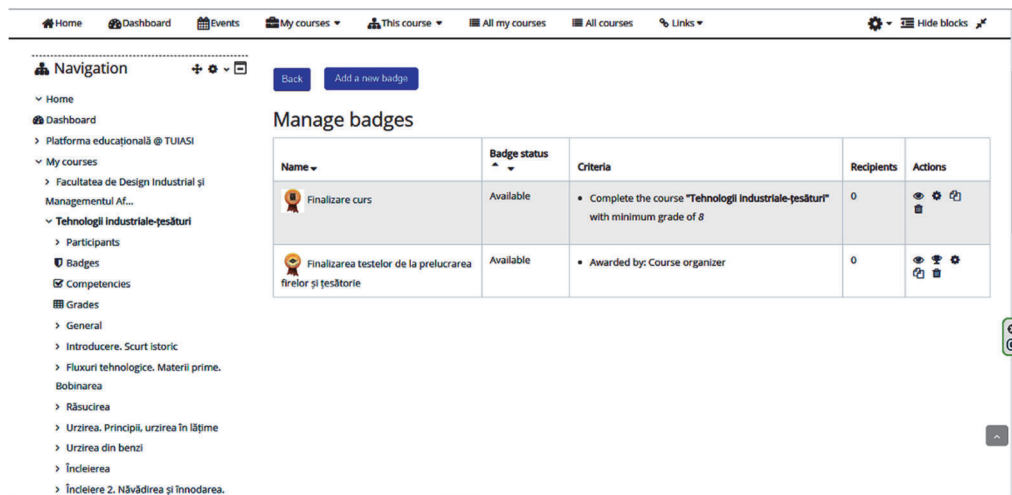 Home Dashboard Events My courses This course All my courses All courses Links Hide blocks
Navigation
Home
Dashboard
Platforma educațională @ TUIASI
My courses
Facultatea de Design Industrial și
Managementul Af...
Tehnologii industriale-țesături
Participants
Badges
Competencies
Grades
General
Introducere. Scurt istoric
Fluxuri tehnologice. Materii prime.
Bobinarea
Răsucirea
Urzirea. Principii, urzirea în lățime
Urzirea din benzi
Încleierea
Încleiere 2. Năvădirea și înnodarea.
Back Add a new badge
Manage badges
Name Badge status Criteria Recipients Actions
Finalizare curs Available • Complete the course "Tehnologii industriale-țesături" 0
with minimum grade of 8
Finalizarea testelor de la prelucrarea Available • Awarded by: Course organizer 0
firelor și țesătorie